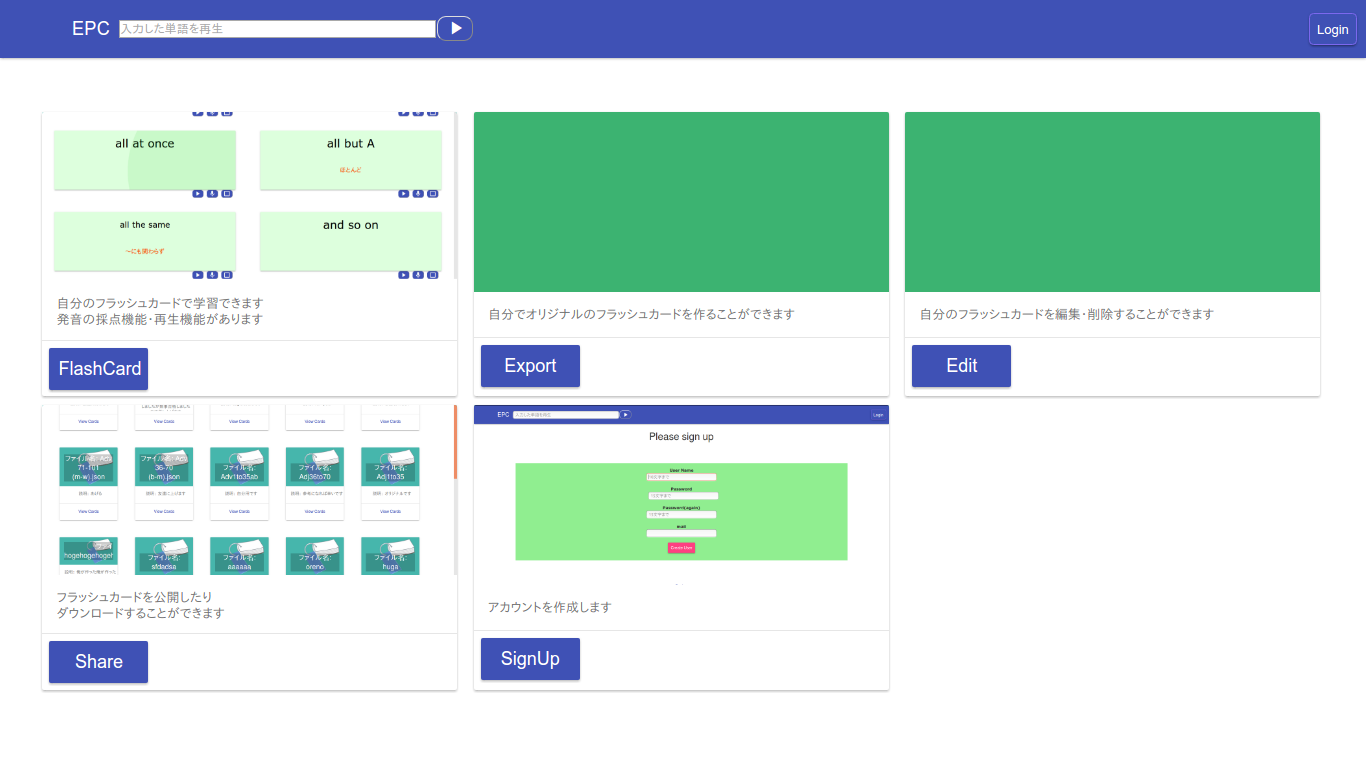 EPC
入力した単語を再生
Login
all at once
all but A
ほとんど
all the same
〜にも関わらず
and so on
自分のフラッシュカードで学習できます
発音の採点機能・再生機能があります
FlashCard
自分でオリジナルのフラッシュカードを作ることができます
Export
自分のフラッシュカードを編集・削除することができます
Edit
View Cards
View Cards
View Cards
View Cards
View Cards
ファイル名: Adv
71-101
(m-w).json
ファイル名: Adv
36-70
(b-m).json
ファイル名:
Adv1to35ab
ファイル名:
Adj36to70
ファイル名:
Adj1to35
View Cards
View Cards
View Cards
View Cards
View Cards
hogehogehogeh
ファイル名:
sfdadse
ファイル名:
aaaaaa
ファイル名:
oreno
ファイル名:
huga
フラッシュカードを公開したり
ダウンロードすることができます
Share
EPC
入力した単語を再生
Login
Please sign up
User Name
Password
Password(again)
mail
Create User
アカウントを作成します
SignUp